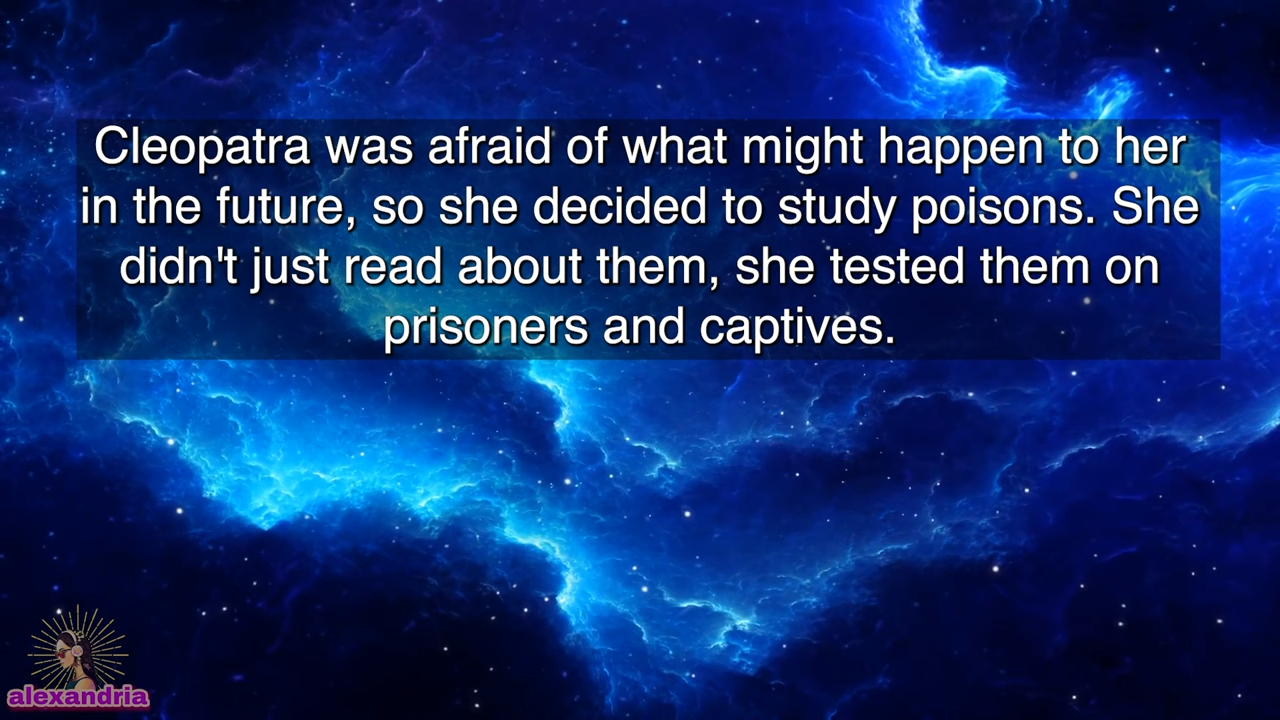 Cleopatra was afraid of what might happen to her
in the future, so she decided to study poisons. She
didn't just read about them, she tested them on
prisoners and captives.
alexandria